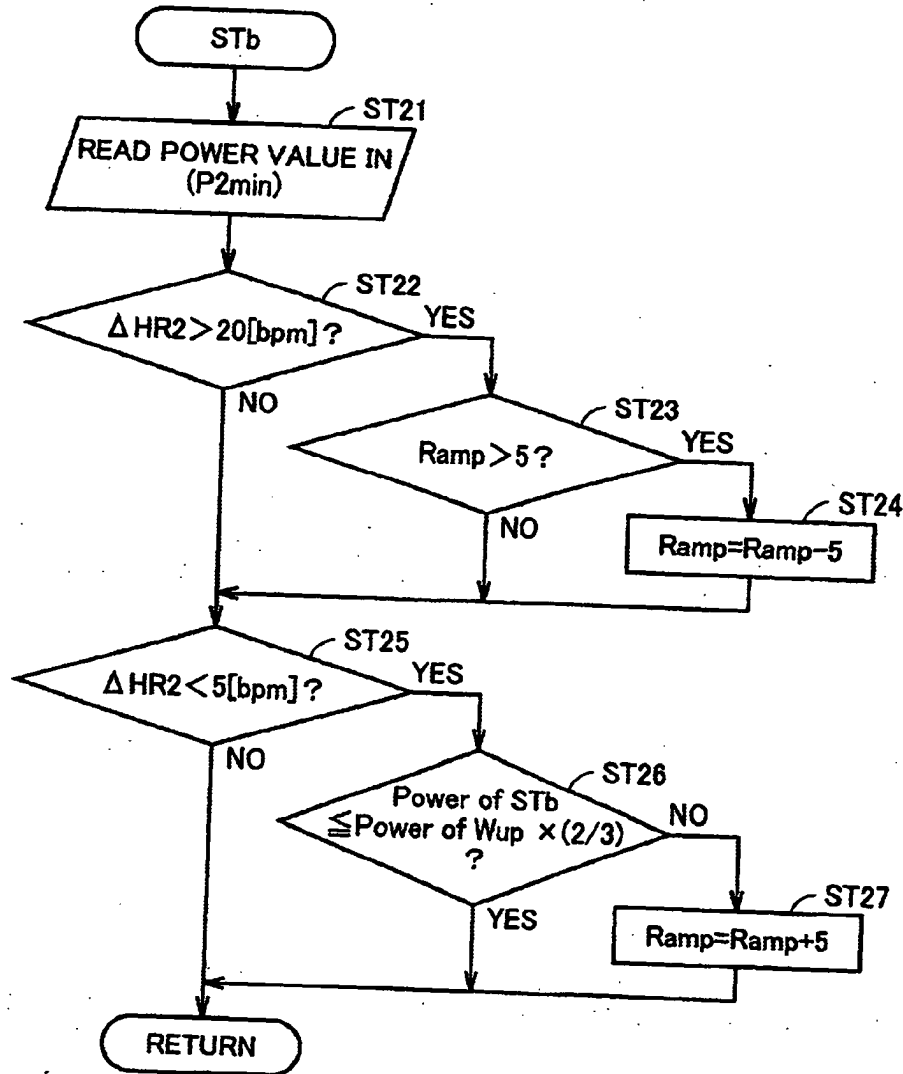 STb
ST21
READ POWER VALUE IN
(P2min)
ST22
ΔHR2>20[bpm]?
YES
NO
ST23
Ramp>5?
YES
NO
ST24
Ramp=Ramp-5
ST25
ΔHR2<5[bpm]?
YES
NO
ST26
Power of STb
≦Power of Wup ×(2/3)
?
NO
YES
ST27
Ramp=Ramp+5
RETURN